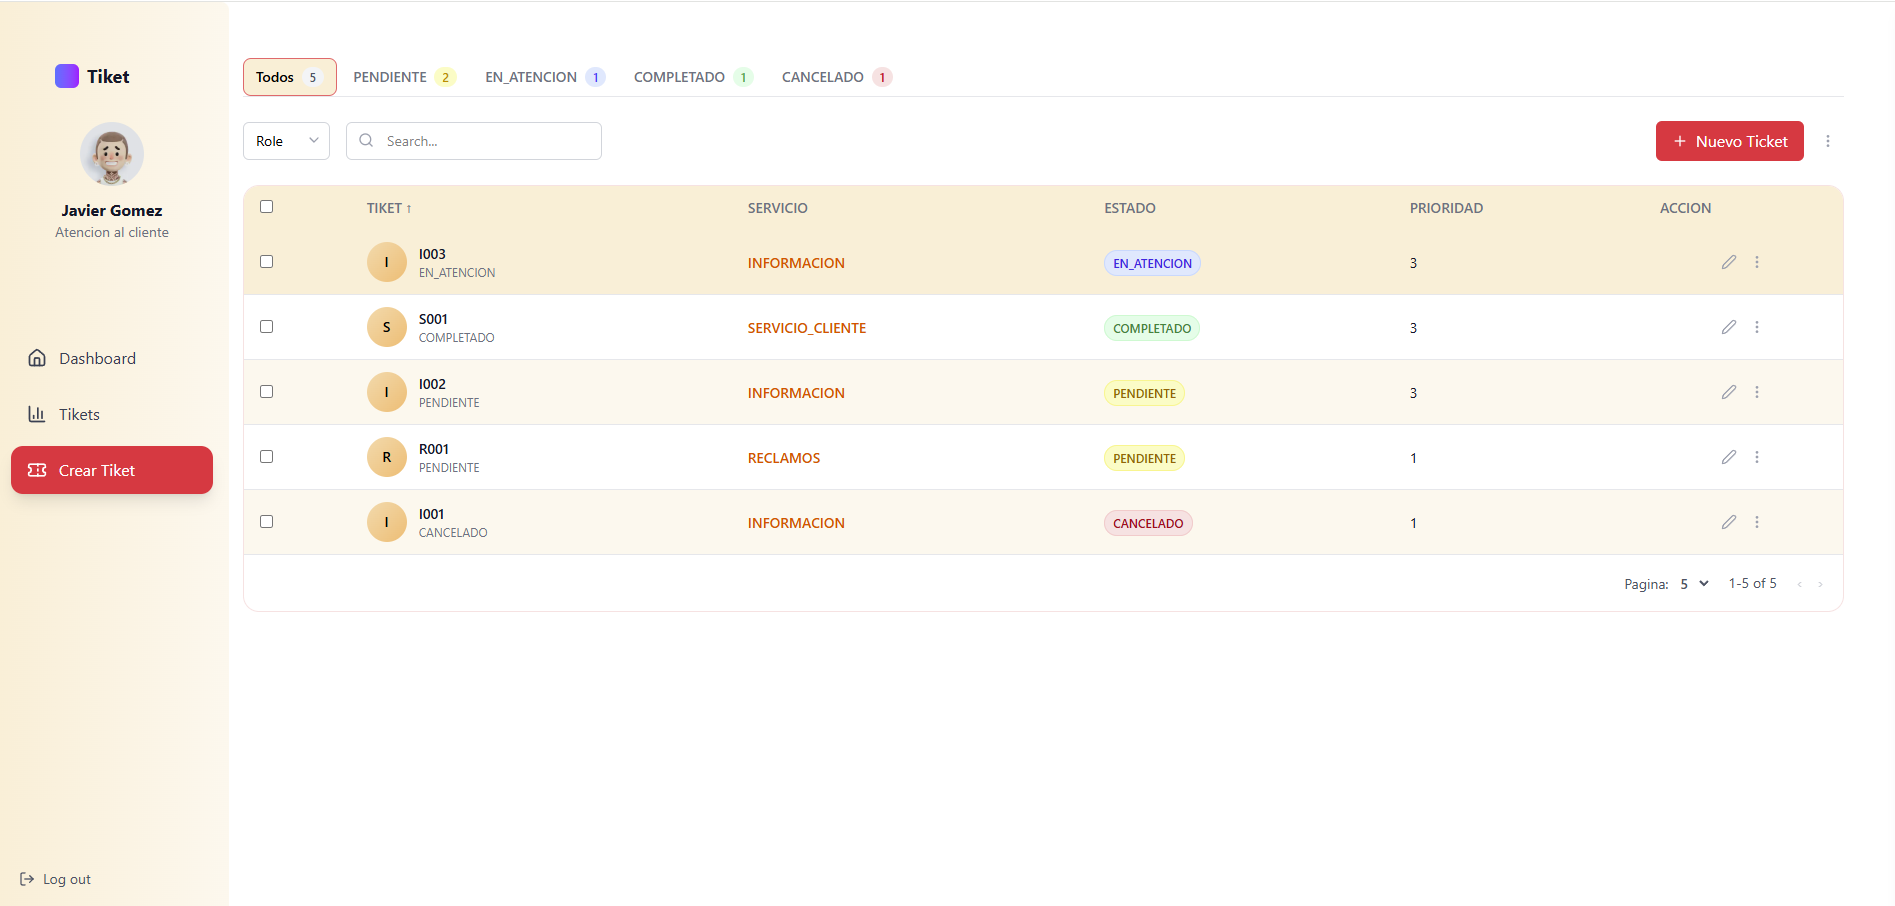 Tiket
Javier Gomez
Atencion al cliente
Dashboard
Tikets
Crear Tiket
Log out
Todos 5 PENDIENTE 2 EN_ATENCION 1 COMPLETADO 1 CANCELADO 1
Role Search... + Nuevo Ticket
TIKET ↑ SERVICIO ESTADO PRIORIDAD ACCION
I I003 INFORMACION EN_ATENCION 3
EN_ATENCION
S S001 SERVICIO_CLIENTE COMPLETADO 3
COMPLETADO
I I002 INFORMACION PENDIENTE 3
PENDIENTE
R R001 RECLAMOS PENDIENTE 1
PENDIENTE
I I001 INFORMACION CANCELADO 1
CANCELADO
Pagina: 5 1-5 of 5 ‹ ›